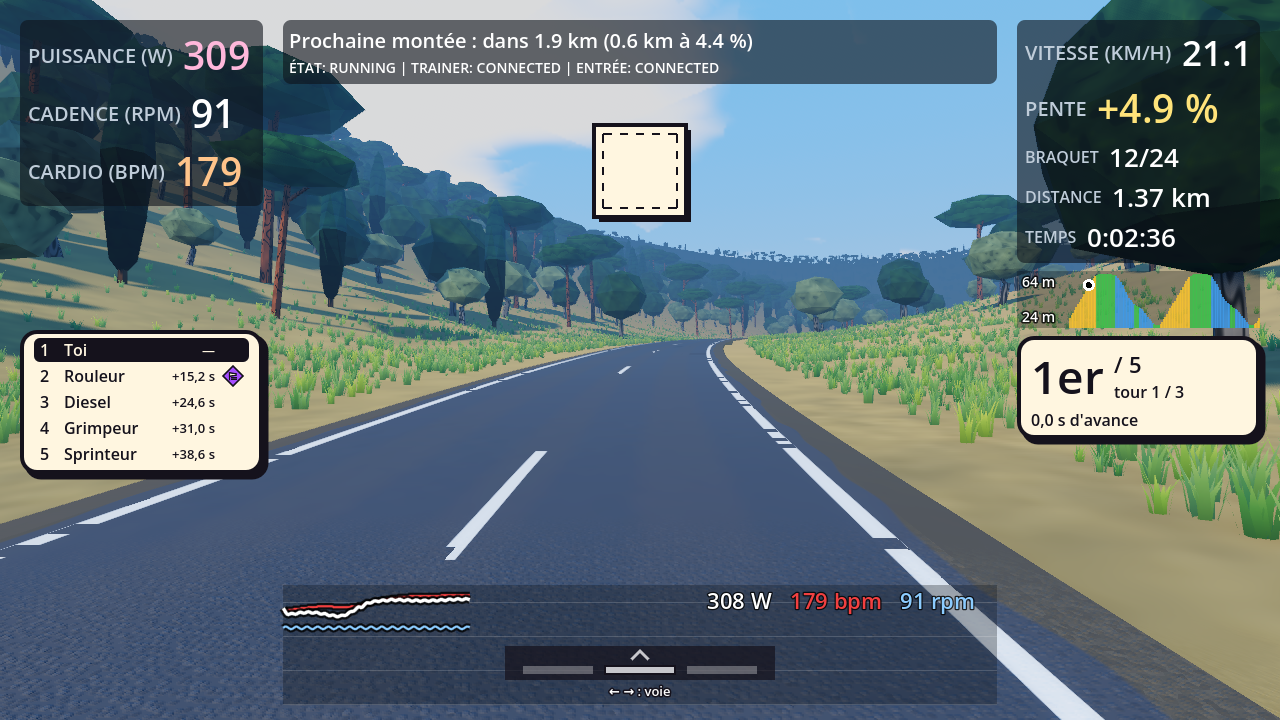 PUISSANCE (W) 309
CADENCE (RPM) 91
CARDIO (BPM) 179
Prochaine montée : dans 1.9 km (0.6 km à 4.4 %)
ÉTAT: RUNNING | TRAINER: CONNECTED | ENTRÉE: CONNECTED
VITESSE (KM/H) 21.1
PENTE +4.9 %
BRAQUET 12/24
DISTANCE 1.37 km
TEMPS 0:02:36
64 m
24 m
1 Toi —
2 Rouleur +15,2 s
3 Diesel +24,6 s
4 Grimpeur +31,0 s
5 Sprinteur +38,6 s
1er / 5
tour 1 / 3
0,0 s d'avance
308 W 179 bpm 91 rpm
← → : voie